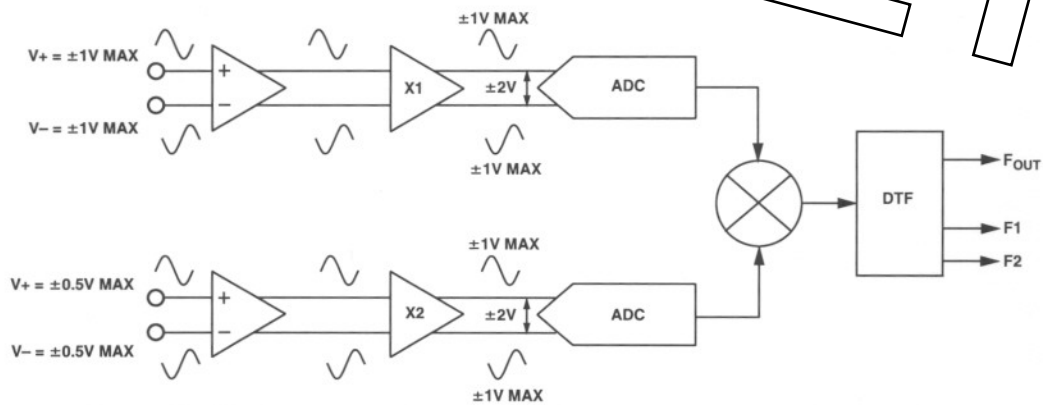 ±1V MAX
V+ = ±1V MAX
X1
±2V
ADC
V– = ±1V MAX
±1V MAX
DTF
F_OUT
F1
F2
±1V MAX
V+ = ±0.5V MAX
X2
±2V
ADC
V– = ±0.5V MAX
±1V MAX
+
–
+
–